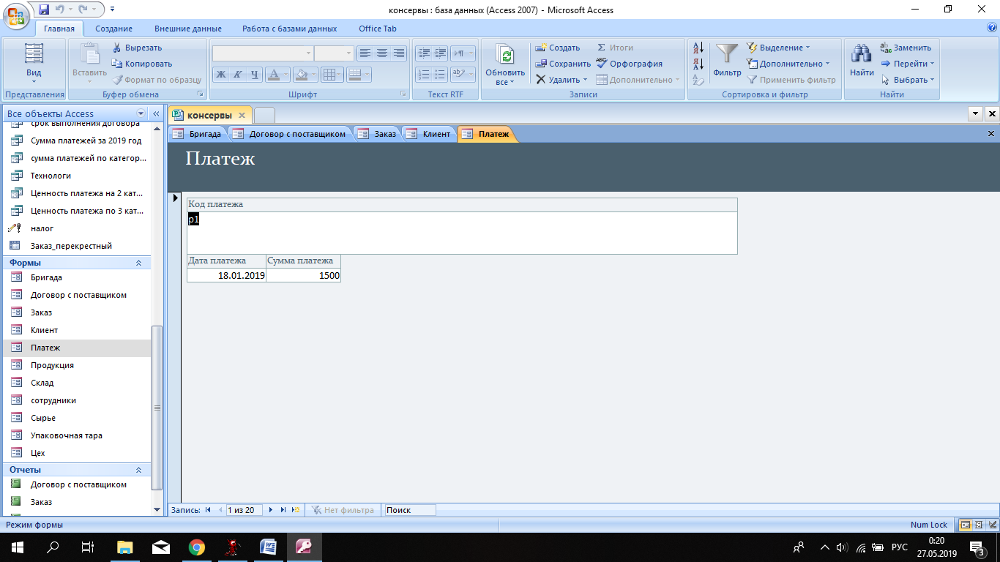 консервы : база данных (Access 2007) - Microsoft Access
Главная Создание Внешние данные Работа с базами данных Office Tab
Вид
Представления
Вставить
Вырезать
Копировать
Формат по образцу
Буфер обмена
Ж К Ч
Шрифт
Текст RTF
Обновить все
Создать
Сохранить
Удалить
Итоги
Орфография
Дополнительно
Записи
Фильтр
Выделение
Дополнительно
Применить фильтр
Сортировка и фильтр
Найти
Заменить
Перейти
Выбрать
Найти
Все объекты Access
консервы
срок выполнения договора
Сумма платежей за 2019 год
сумма платежей по категор...
Технологи
Ценность платежа на 2 кат...
Ценность платежа по 3 кат...
налог
Заказ_перекрестный
Формы
Бригада
Договор с поставщиком
Заказ
Клиент
Платеж
Продукция
Склад
сотрудники
Сырье
Упаковочная тара
Цех
Отчеты
Договор с поставщиком
Заказ
Бригада Договор с поставщиком Заказ Клиент Платеж
Платеж
Код платежа
p1
Дата платежа Сумма платежа
18.01.2019 1500
Запись: 1 из 20 Нет фильтра Поиск
Режим формы
Num Lock
РУС
0:20
27.05.2019
3